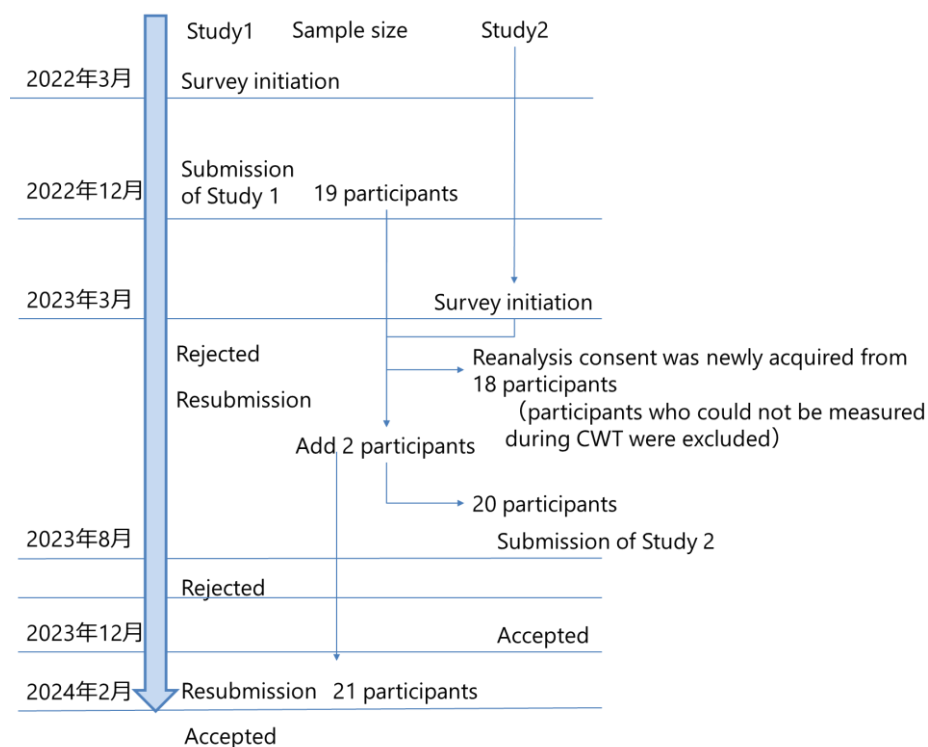 Study1 Sample size Study2
2022年3月 Survey initiation
Submission
of Study 1
2022年12月 19 participants
2023年3月 Survey initiation
Rejected
Reanalysis consent was newly acquired from
18 participants
（participants who could not be measured
during CWT were excluded）
Resubmission
Add 2 participants
20 participants
2023年8月 Submission of Study 2
Rejected
2023年12月 Accepted
2024年2月 Resubmission 21 participants
Accepted